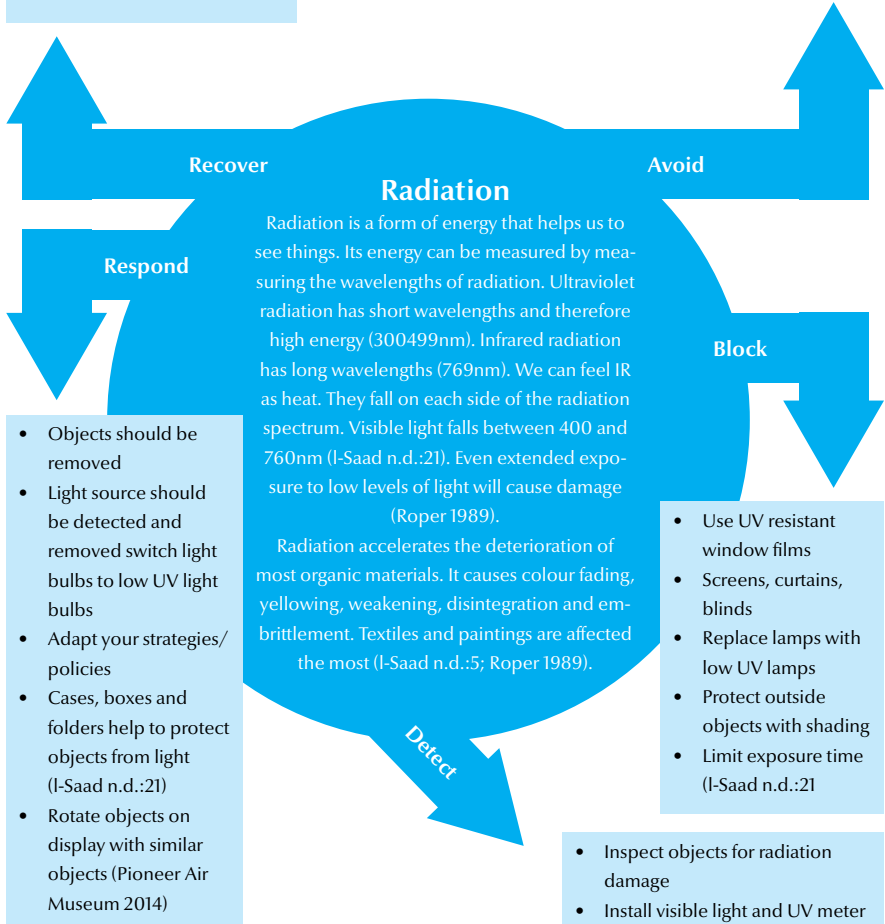 Recover
Avoid
Radiation
Radiation is a form of energy that helps us to
see things. Its energy can be measured by mea-
suring the wavelengths of radiation. Ultraviolet
radiation has short wavelengths and therefore
high energy (300499nm). Infrared radiation
has long wavelengths (769nm). We can feel IR
as heat. They fall on each side of the radiation
spectrum. Visible light falls between 400 and
760nm (l-Saad n.d.:21). Even extended expo-
sure to low levels of light will cause damage
(Roper 1989).
Radiation accelerates the deterioration of
most organic materials. It causes colour fading,
yellowing, weakening, disintegration and em-
brittlement. Textiles and paintings are affected
the most (l-Saad n.d.:5; Roper 1989).
Respond
Block
Detect
• Objects should be
removed
• Light source should
be detected and
removed switch light
bulbs to low UV light
bulbs
• Adapt your strategies/
policies
• Cases, boxes and
folders help to protect
objects from light
(l-Saad n.d.:21)
• Rotate objects on
display with similar
objects (Pioneer Air
Museum 2014)
• Use UV resistant
window films
• Screens, curtains,
blinds
• Replace lamps with
low UV lamps
• Protect outside
objects with shading
• Limit exposure time
(l-Saad n.d.:21
• Inspect objects for radiation
damage
• Install visible light and UV meter